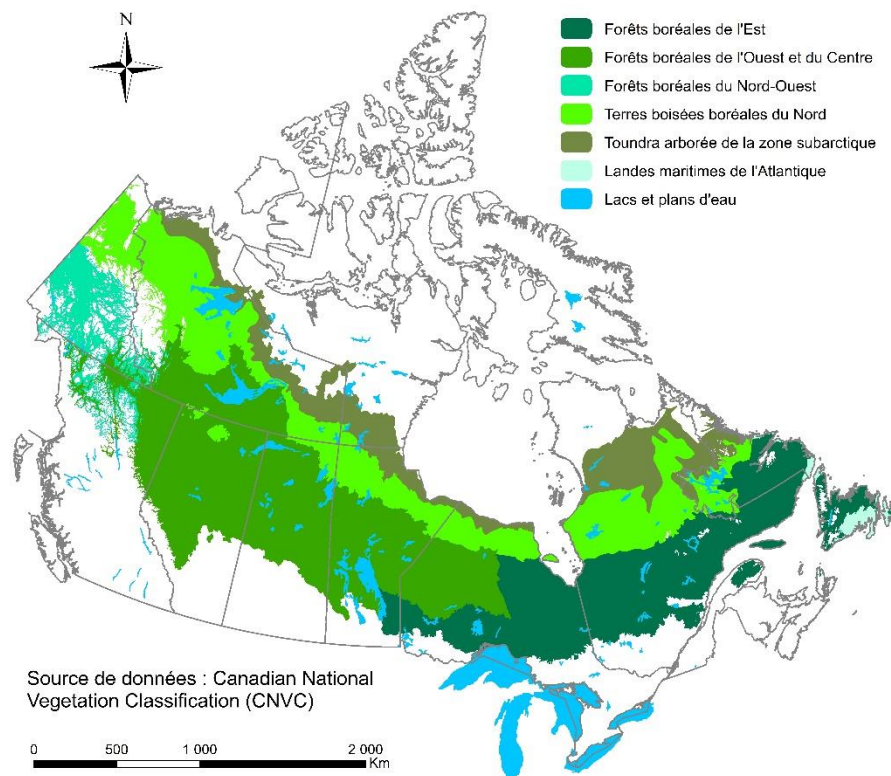 N
Forêts boréales de l'Est
Forêts boréales de l'Ouest et du Centre
Forêts boréales du Nord-Ouest
Terres boisées boréales du Nord
Toundra arborée de la zone subarctique
Landes maritimes de l'Atlantique
Lacs et plans d'eau
Source de données : Canadian National
Vegetation Classification (CNVC)
0 500 1 000 2 000
Km